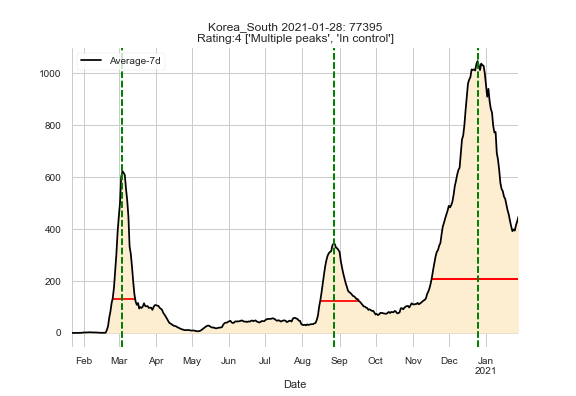 Korea_South 2021-01-28: 77395
Rating:4 ['Multiple peaks', 'In control']
Average-7d
1000
800
600
400
200
0
Feb Mar Apr May Jun Jul Aug Sep Oct Nov Dec Jan
2021
Date